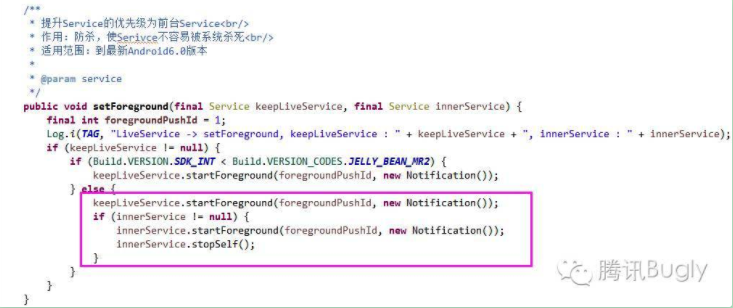 /**
* 提升Service的优先级为前台Service<br/>
* 作用：防杀，使Serivce不容易被系统杀死<br/>
* 适用范围：到最新Android6.0版本
*
* @param service
*/
public void setForeground(final Service keepLiveService, final Service innerService) {
final int foregroundPushId = 1;
Log.i(TAG, "LiveService -> setForeground, keepLiveService : " + keepLiveService + ", innerService : " + innerService);
if (keepLiveService != null) {
if (Build.VERSION.SDK_INT < Build.VERSION_CODES.JELLY_BEAN_MR2) {
keepLiveService.startForeground(foregroundPushId, new Notification());
} else {
keepLiveService.startForeground(foregroundPushId, new Notification());
if (innerService != null) {
innerService.startForeground(foregroundPushId, new Notification());
innerService.stopSelf();
}
}
}
}
腾讯Bugly